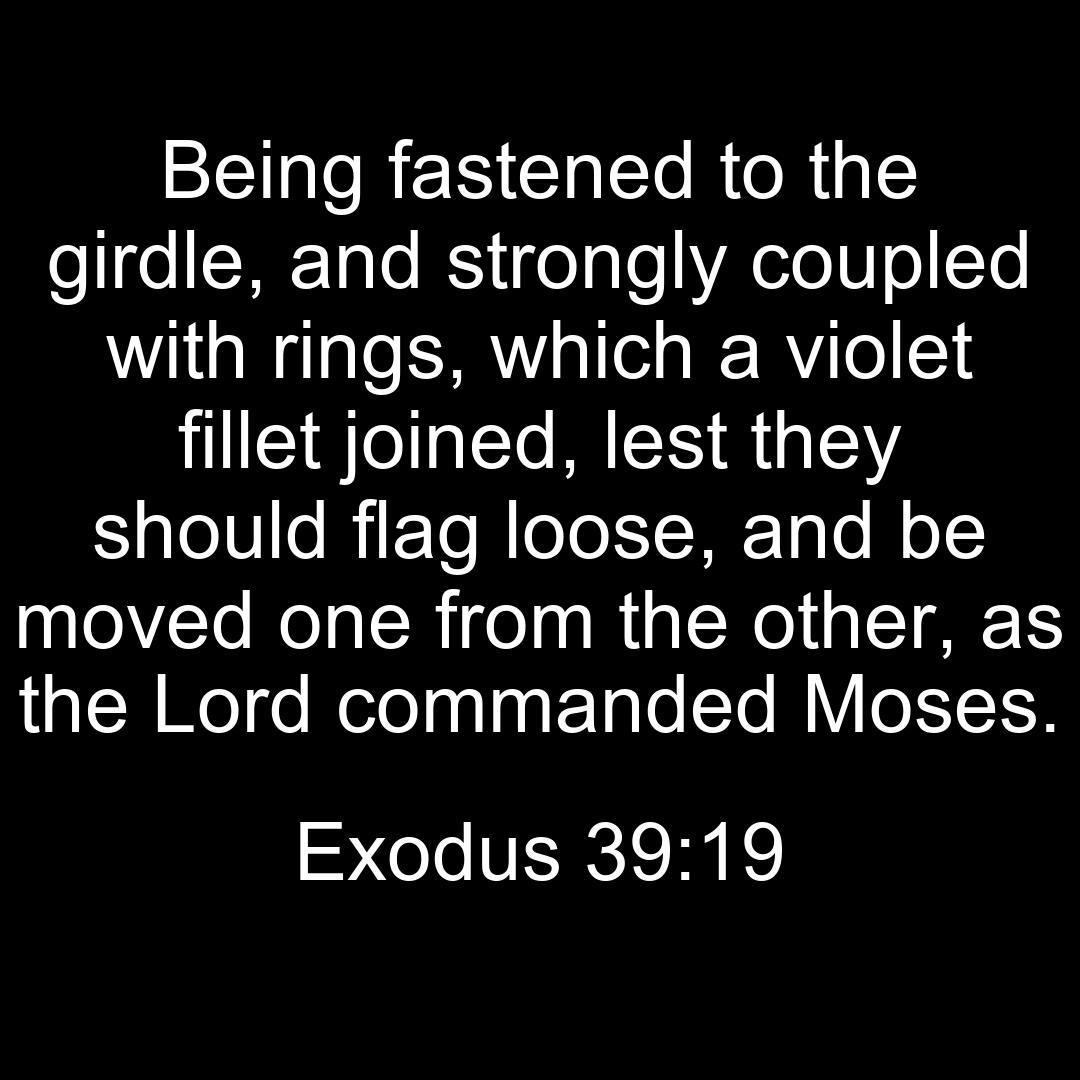 Being fastened to the
girdle, and strongly coupled
with rings, which a violet
fillet joined, lest they
should flag loose, and be
moved one from the other, as
the Lord commanded Moses.
Exodus 39:19